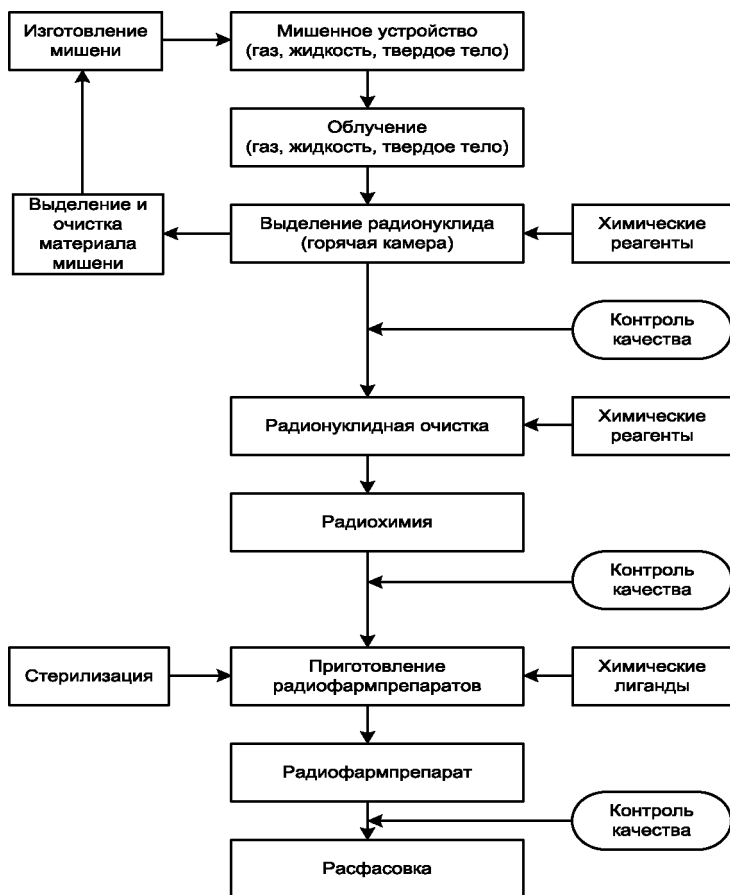 Изготовление
мишени
Мишенное устройство
(газ, жидкость, твердое тело)
Облучение
(газ, жидкость, твердое тело)
Выделение и
очистка
материала
мишени
Выделение радионуклида
(горячая камера)
Химические
реагенты
Контроль
качества
Радионуклидная очистка
Химические
реагенты
Радиохимия
Контроль
качества
Стерилизация
Приготовление
радиофармпрепаратов
Химические
лиганды
Радиофармпрепарат
Контроль
качества
Расфасовка